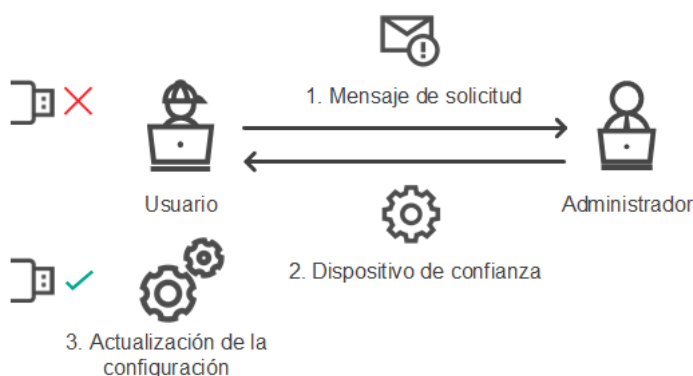 1. Mensaje de solicitud
Usuario
Administrador
2. Dispositivo de confianza
3. Actualización de la
configuración